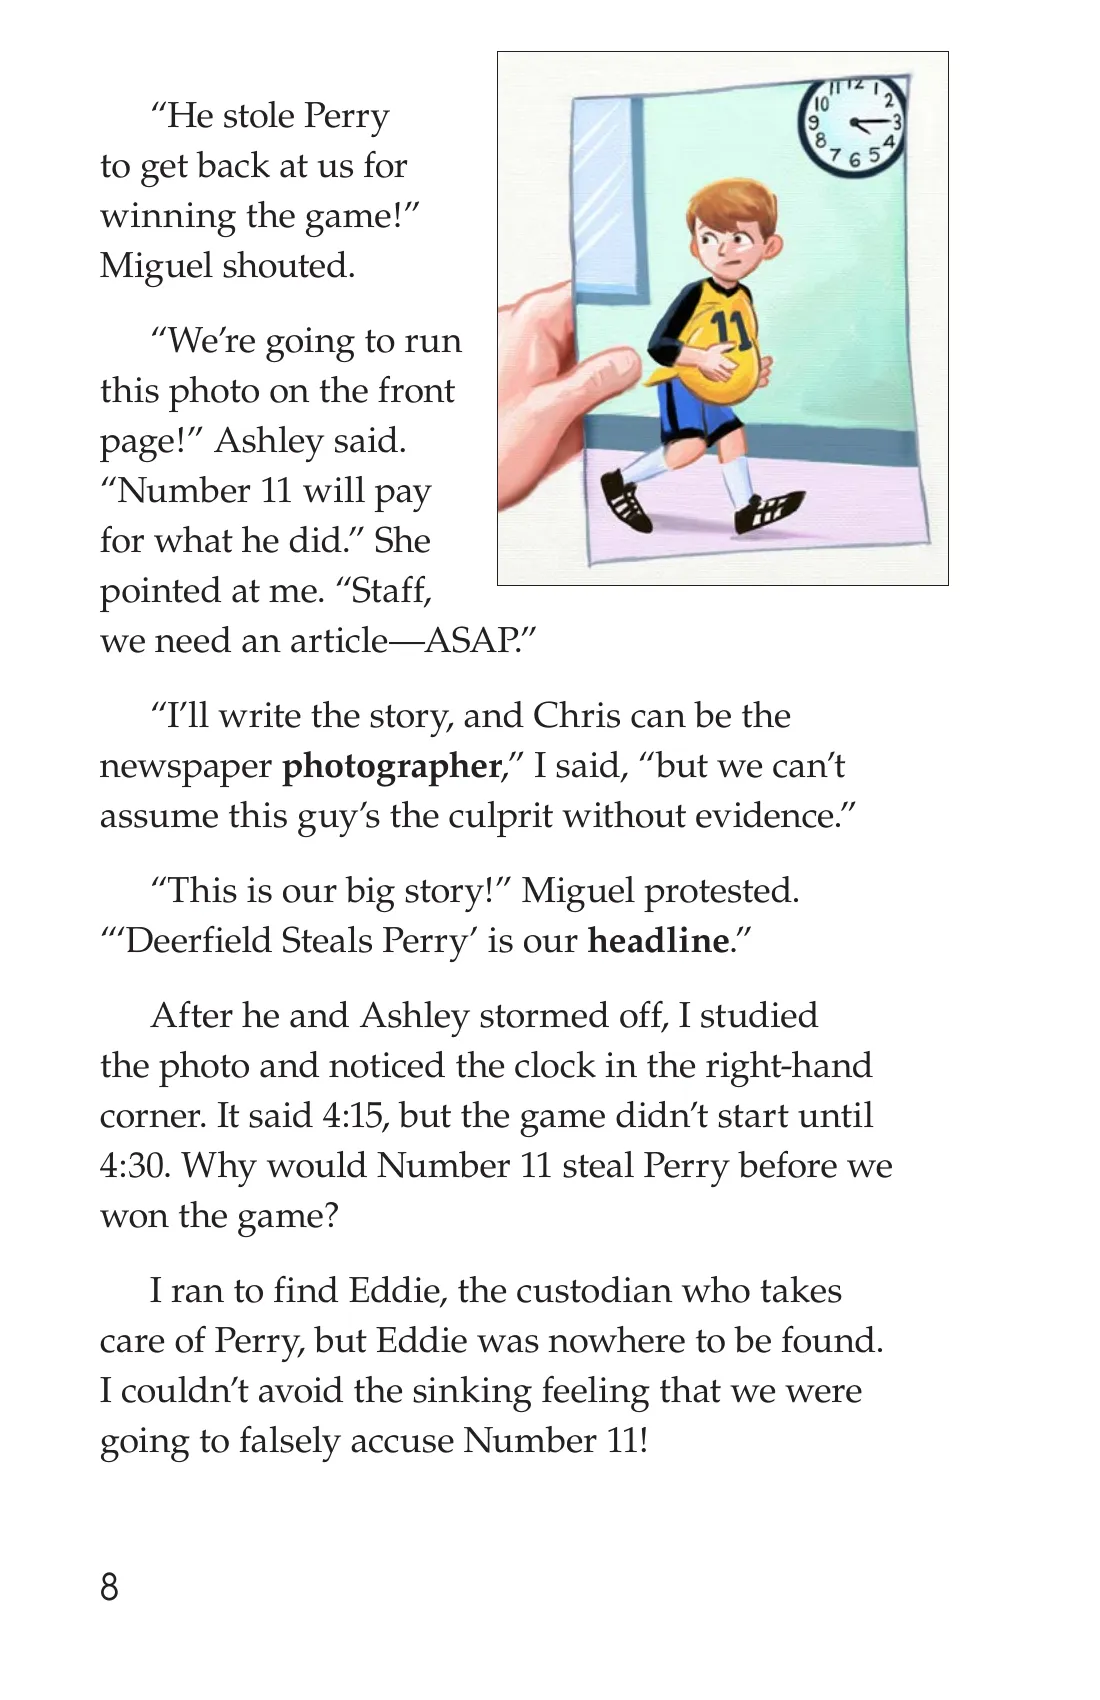 “He stole Perry
to get back at us for
winning the game!”
Miguel shouted.
“We’re going to run
this photo on the front
page!” Ashley said.
“Number 11 will pay
for what he did.” She
pointed at me. “Staff,
we need an article—ASAP.”
11 12 1
10 2
9 3
8 4
7 6 5
11
“I’ll write the story, and Chris can be the
newspaper photographer,” I said, “but we can’t
assume this guy’s the culprit without evidence.”
“This is our big story!” Miguel protested.
“‘Deerfield Steals Perry’ is our headline.”
After he and Ashley stormed off, I studied
the photo and noticed the clock in the right-hand
corner. It said 4:15, but the game didn’t start until
4:30. Why would Number 11 steal Perry before we
won the game?
I ran to find Eddie, the custodian who takes
care of Perry, but Eddie was nowhere to be found.
I couldn’t avoid the sinking feeling that we were
going to falsely accuse Number 11!
8